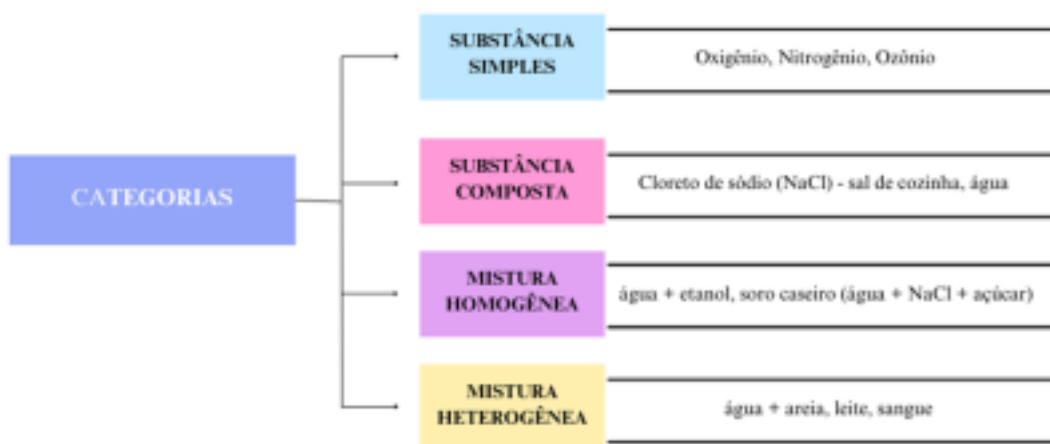 CATEGORIAS
SUBSTÂNCIA
SIMPLES
Oxigênio, Nitrogênio, Ozônio
SUBSTÂNCIA
COMPOSTA
Cloreto de sódio (NaCl) - sal de cozinha, água
MISTURA
HOMOGÊNEA
água + etanol, soro caseiro (água + NaCl + açúcar)
MISTURA
HETEROGÊNEA
água + areia, leite, sangue